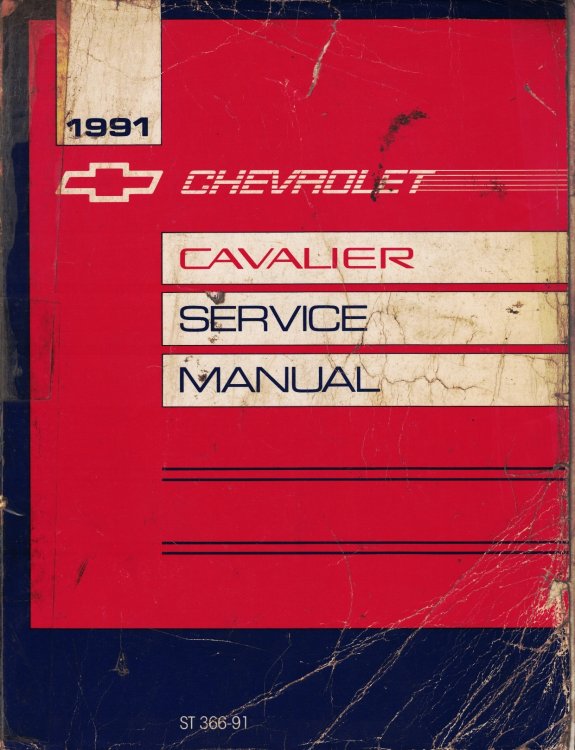 1991
CHEVROLET
CAVALIER
SERVICE
MANUAL
ST 366-91